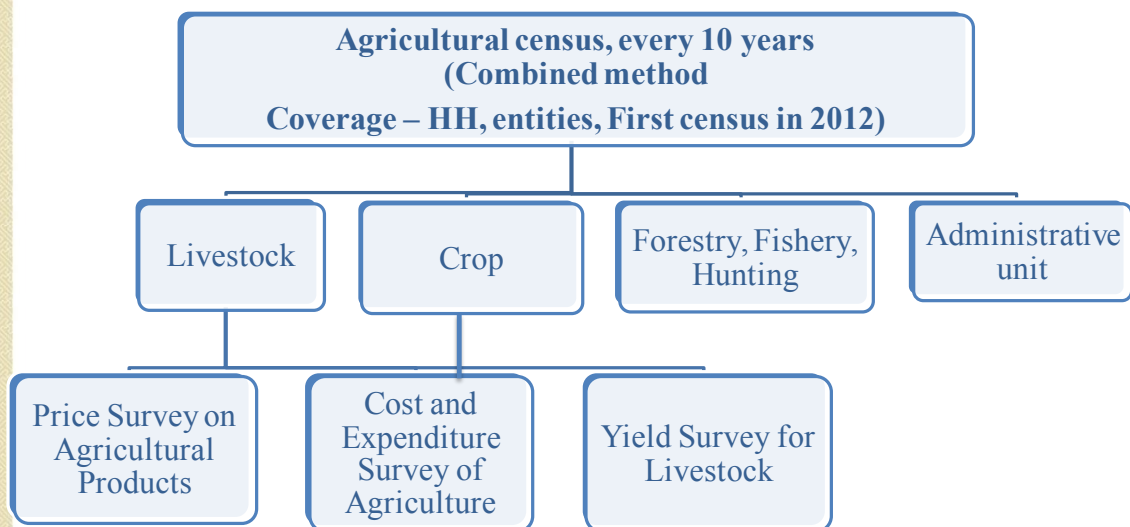 Agricultural census, every 10 years
(Combined method
Coverage – HH, entities, First census in 2012)
Livestock
Crop
Forestry, Fishery,
Hunting
Administrative
unit
Price Survey on
Agricultural
Products
Cost and
Expenditure
Survey of
Agriculture
Yield Survey for
Livestock